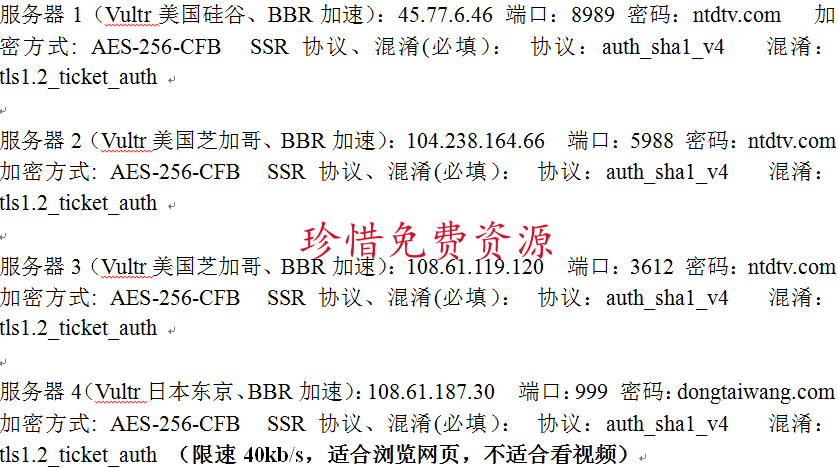 服务器 1（Vultr 美国硅谷、BBR 加速）：45.77.6.46 端口：8989 密码：ntdtv.com 加
密方式: AES-256-CFB SSR 协议、混淆(必填)： 协议：auth_sha1_v4 混淆：
tls1.2_ticket_auth
服务器 2（Vultr 美国芝加哥、BBR 加速）：104.238.164.66 端口：5988 密码：ntdtv.com
加密方式: AES-256-CFB SSR 协议、混淆(必填)： 协议：auth_sha1_v4 混淆：
tls1.2_ticket_auth
珍惜免费资源
服务器 3（Vultr 美国芝加哥、BBR 加速）：108.61.119.120 端口：3612 密码：ntdtv.com
加密方式: AES-256-CFB SSR 协议、混淆(必填)： 协议：auth_sha1_v4 混淆：
tls1.2_ticket_auth
服务器 4（Vultr 日本东京、BBR 加速）：108.61.187.30 端口：999 密码：dongtaiwang.com
加密方式: AES-256-CFB SSR 协议、混淆(必填)： 协议：auth_sha1_v4 混淆：
tls1.2_ticket_auth （限速 40kb/s，适合浏览网页，不适合看视频）